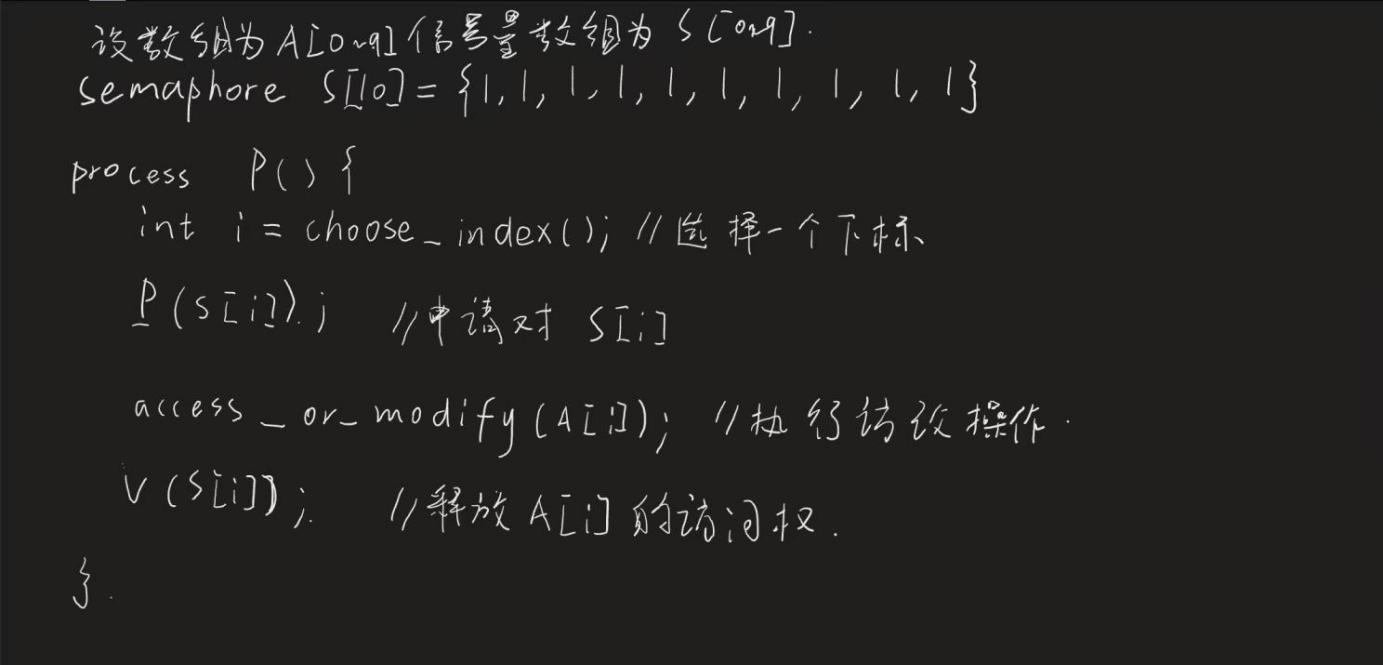 设数组为A[0~9]信号量数组为 S[0~9].
semaphore S[10] = {1, 1, 1, 1, 1, 1, 1, 1, 1, 1}
process P() {
int i = choose_index(); //选择一个下标
P(S[i]); //申请对 S[i]
access_or_modify(A[i]); //执行访改操作.
V(S[i]); //释放A[i]的访问权.
}.